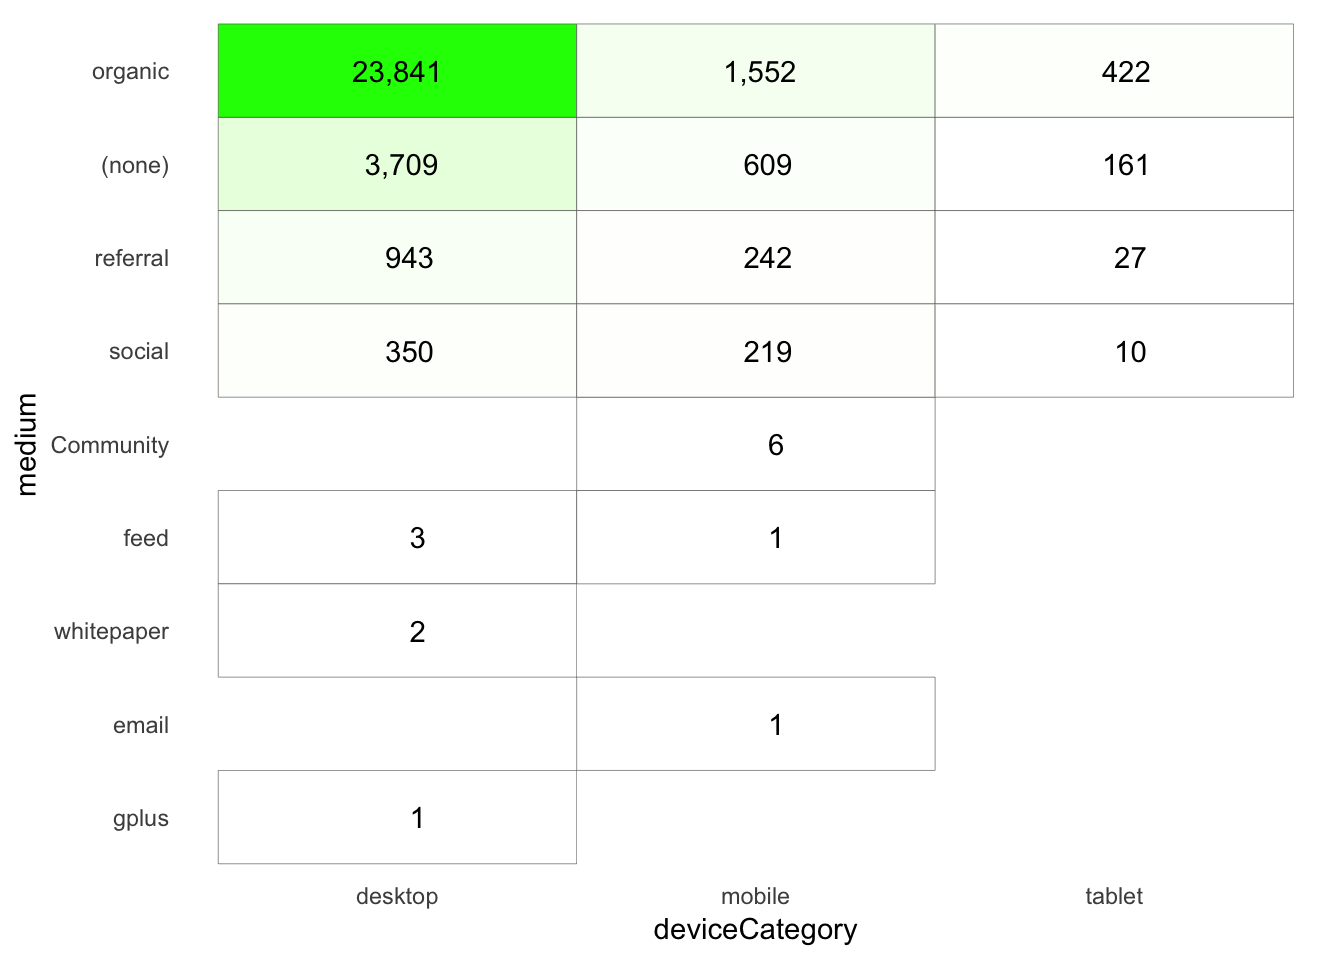 organic 23,841 1,552 422
(none) 3,709 609 161
referral 943 242 27
social 350 219 10
medium
Community 6
feed 3 1
whitepaper 2
email 1
gplus 1
desktop mobile tablet
deviceCategory